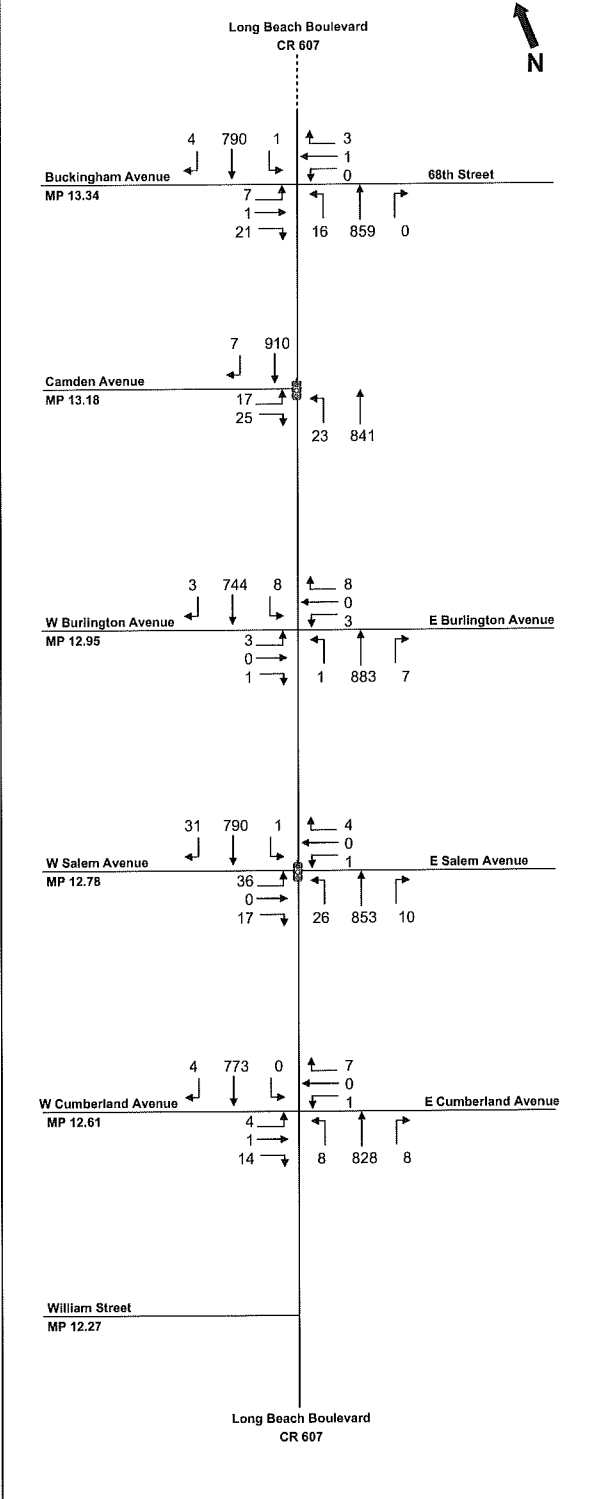 Long Beach Boulevard
CR 607
N
4 790 1
3
1
0
Buckingham Avenue
68th Street
MP 13.34
7
1
21
16 859 0
7 910
Camden Avenue
MP 13.18
17
25
23 841
3 744 8
8
0
3
W Burlington Avenue
E Burlington Avenue
MP 12.95
3
0
1
1 883 7
31 790 1
4
0
1
W Salem Avenue
E Salem Avenue
MP 12.78
36
0
17
26 853 10
4 773 0
7
0
1
W Cumberland Avenue
E Cumberland Avenue
MP 12.61
4
1
14
8 828 8
William Street
MP 12.27
Long Beach Boulevard
CR 607